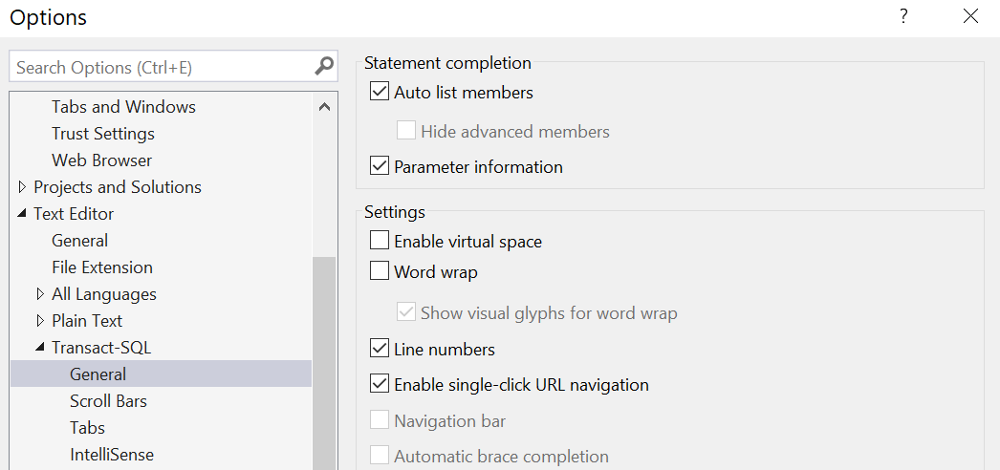 Options
?
Search Options (Ctrl+E)
Tabs and Windows
Trust Settings
Web Browser
Projects and Solutions
Text Editor
General
File Extension
All Languages
Plain Text
Transact-SQL
General
Scroll Bars
Tabs
IntelliSense
Statement completion
Auto list members
Hide advanced members
Parameter information
Settings
Enable virtual space
Word wrap
Show visual glyphs for word wrap
Line numbers
Enable single-click URL navigation
Navigation bar
Automatic brace completion